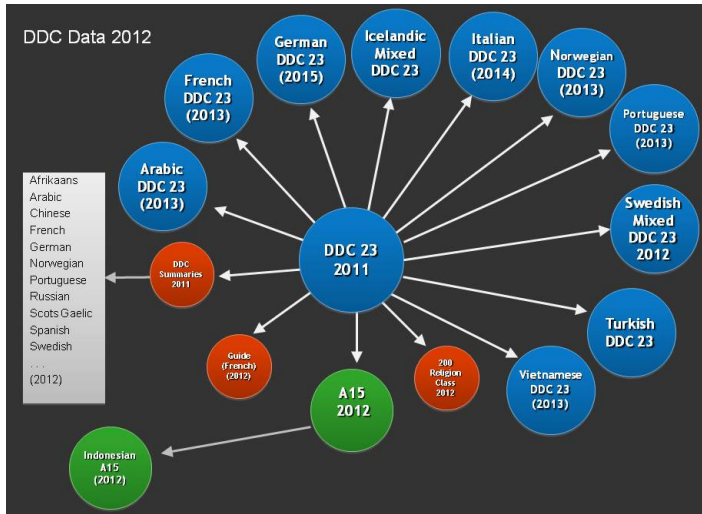 DDC Data 2012
German
DDC 23
(2015)
Icelandic
Mixed
DDC 23
Italian
DDC 23
(2014)
Norwegian
DDC 23
(2013)
French
DDC 23
(2013)
Portuguese
DDC 23
(2013)
Arabic
DDC 23
(2013)
Swedish
Mixed
DDC 23
2012
DDC 23
2011
Afrikaans
Arabic
Chinese
French
German
Norwegian
Portuguese
Russian
Scots Gaelic
Spanish
Swedish
. . .
(2012)
DDC
Summaries
2011
Turkish
DDC 23
Guide
(French)
(2012)
200
Religion
Class
2012
Vietnamese
DDC 23
(2013)
A15
2012
Indonesian
A15
(2012)